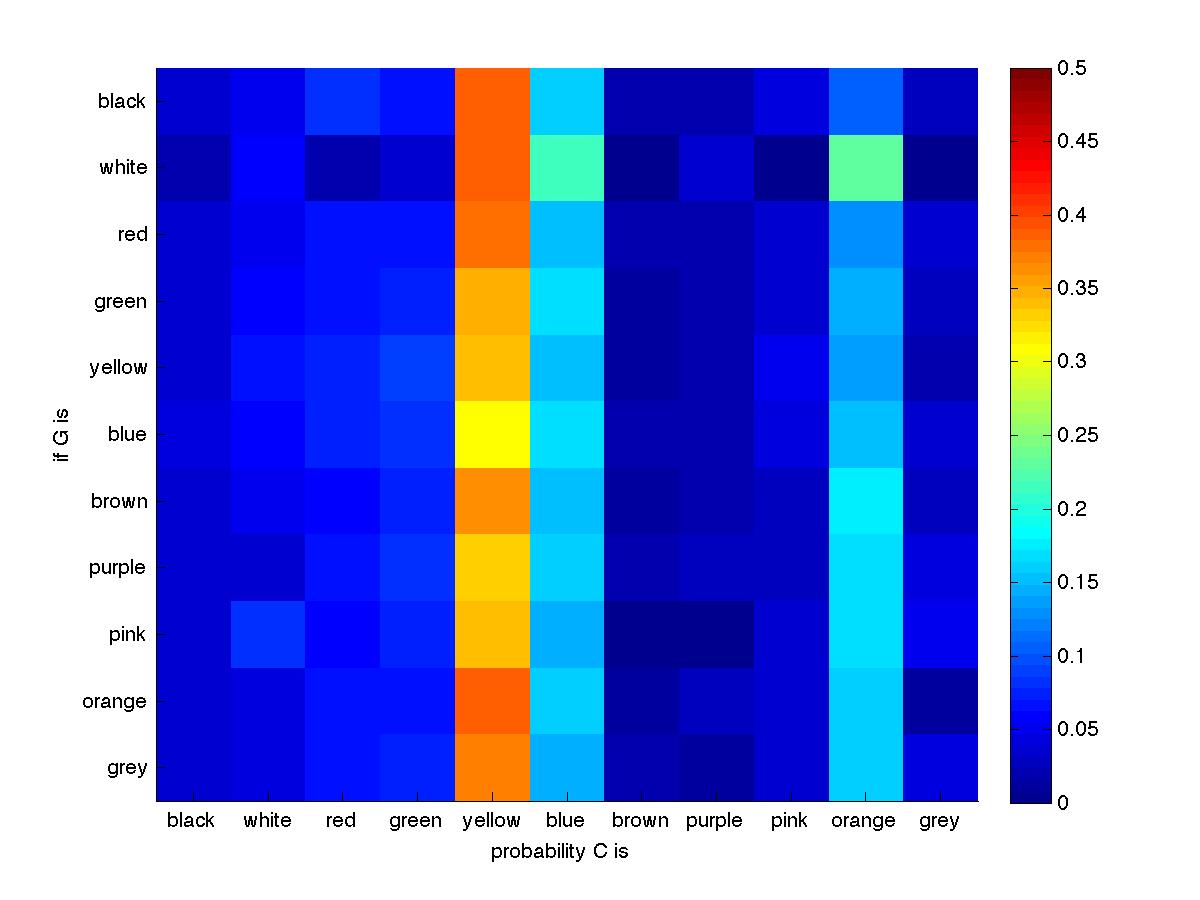 black
white
red
green
yellow
blue
brown
purple
pink
orange
grey
if G is
black white red green yellow blue brown purple pink orange grey
probability C is
0.5
0.45
0.4
0.35
0.3
0.25
0.2
0.15
0.1
0.05
0